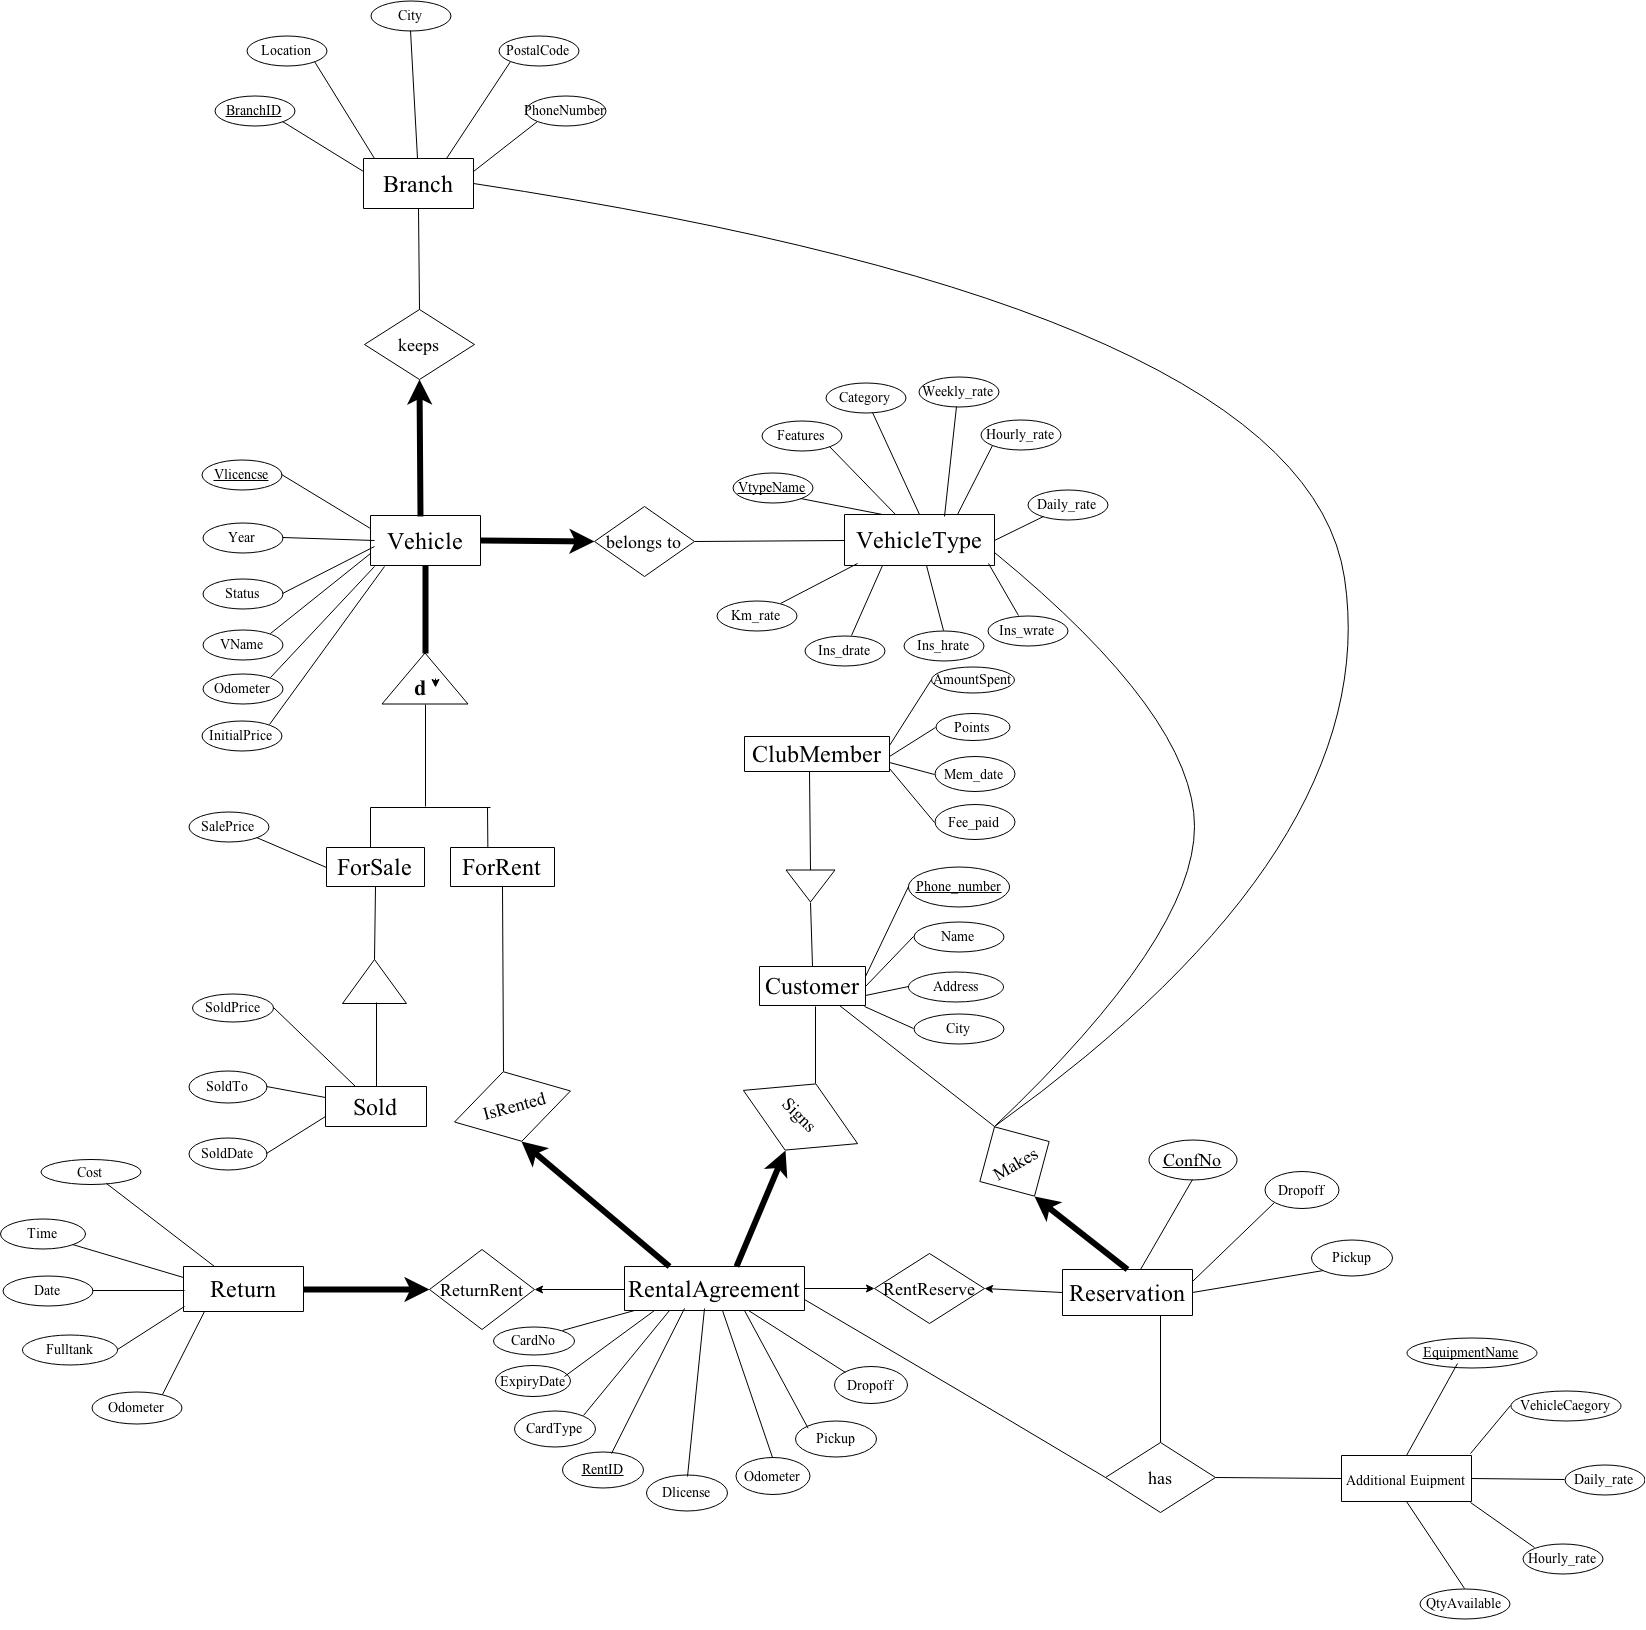 City
Location
PostalCode
BranchID
PhoneNumber
Branch
keeps
Category
Weekly_rate
Features
Hourly_rate
Vlicencse
VtypeName
Daily_rate
Year
Vehicle
belongs to
VehicleType
Status
Km_rate
Ins_wrate
VName
Ins_drate
Ins_hrate
Odometer
d
AmountSpent
InitialPrice
Points
ClubMember
Mem_date
SalePrice
Fee_paid
ForSale
ForRent
Phone_number
Name
Customer
Address
SoldPrice
City
SoldTo
Sold
IsRented
Signs
SoldDate
Makes
ConfNo
Cost
Dropoff
Time
Pickup
Date
Return
ReturnRent
RentalAgreement
RentReserve
Reservation
Fulltank
CardNo
EquipmentName
ExpiryDate
Dropoff
Odometer
CardType
Pickup
VehicleCaegory
RentID
Odometer
has
Additional Euipment
Daily_rate
Dlicense
Hourly_rate
QtyAvailable